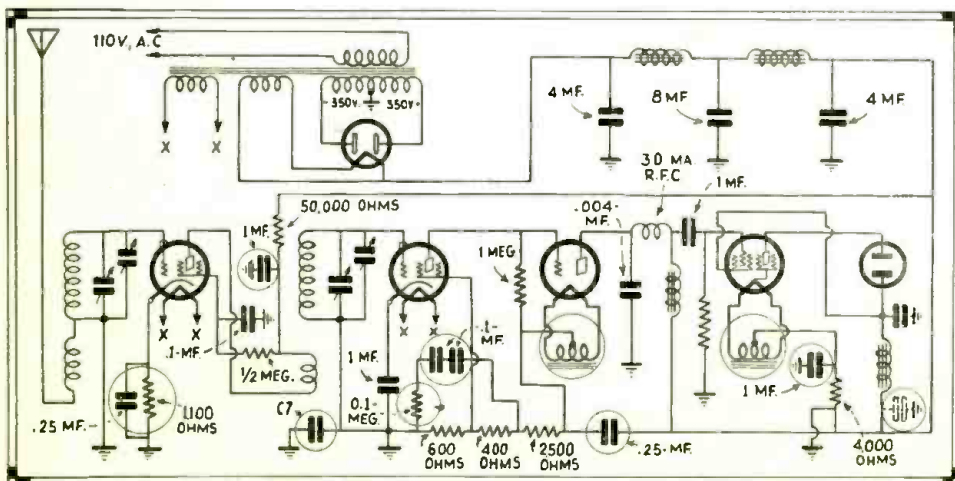 110V, A.C
350V.
350V
4 MF.
8 MF.
4 MF.
30 MA.
R.F.C
1 MF.
.004-
MF.
50,000 OHMS
1 MF.
1 MEG.
X
X
.1-MF.
1/2 MEG.
X
X
X
X
.1-
MF.
1 MF.
0.1-
MEG.
1 MF.
.25 MF.
1,100
OHMS
C7
600
OHMS
400
OHMS
2500
OHMS
.25-MF.
4,000
OHMS